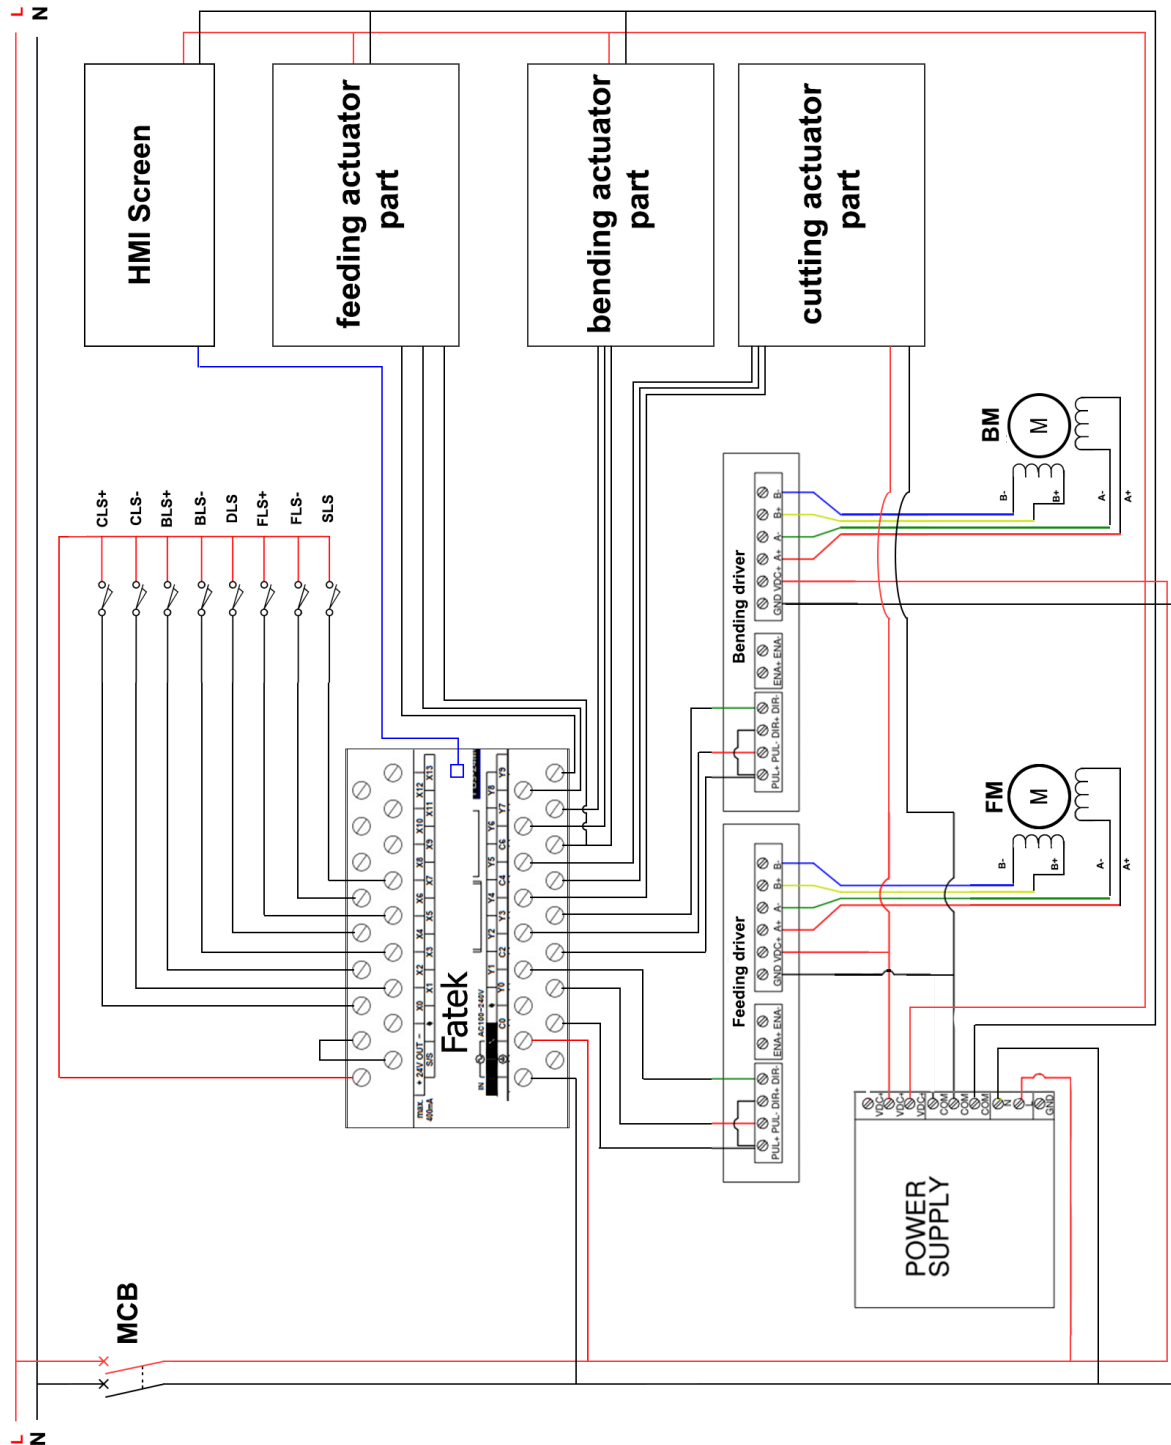 L
N
HMI Screen
feeding actuator
part
bending actuator
part
cutting actuator
part
CLS+
CLS-
BLS+
BLS-
DLS
FLS+
FLS-
SLS
BM
M
B-
B+
A-
A+
Bending driver
PUL+ PUL- DIR+ DIR-
ENA+ ENA-
GND VDC+ A+ A- B+ B-
max.
400mA
+ 24V OUT -
S/S
X0
X1
X2
X3
X4
X5
X6
X7
X8
X9
X10
X11
X12
X13
Fatek
IN
AC100~240V
C0
Y0
Y1
C2
Y2
Y3
Y4
C4
Y5
C6
Y6
Y7
Y8
Y9
FM
M
B-
B+
A-
A+
Feeding driver
PUL+ PUL- DIR+ DIR-
ENA+ ENA-
GND VDC+ A+ A- B+ B-
POWER
SUPPLY
VDC+
VDC+
VDC+
COM
COM
COM
N
L
GND
MCB
L
N